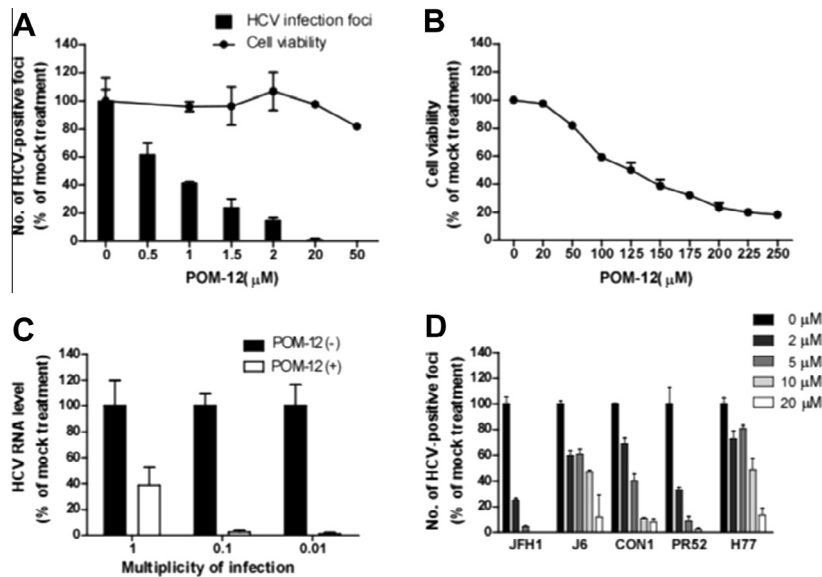 A
HCV infection foci
Cell viability
No. of HCV-positive foci
(% of mock treatment)
140
120
100
80
60
40
20
0
0 0.5 1 1.5 2 20 50
POM-12( μM)
B
Cell viability
(% of mock treatment)
140
120
100
80
60
40
20
0
0 20 50 100 125 150 175 200 225 250
POM-12( μM)
C
POM-12 (-)
POM-12 (+)
HCV RNA level
(% of mock treatment)
140
120
100
80
60
40
20
0
1 0.1 0.01
Multiplicity of infection
D
0 μM
2 μM
5 μM
10 μM
20 μM
No. of HCV-positive foci
(% of mock treatment)
140
120
100
80
60
40
20
0
JFH1 J6 CON1 PR52 H77